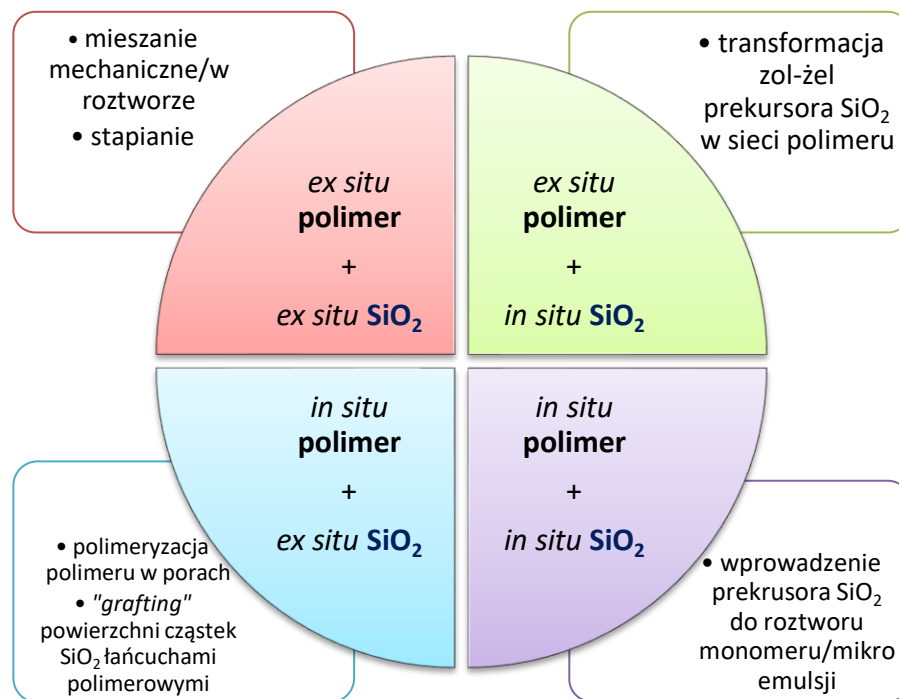 • mieszanie
mechaniczne/w
roztworze
• stapianie
• transformacja
zol-żel
prekursora SiO₂
w sieci polimeru
ex situ
polimer
+
ex situ SiO₂
ex situ
polimer
+
in situ SiO₂
in situ
polimer
+
ex situ SiO₂
in situ
polimer
+
in situ SiO₂
• polimeryzacja
polimeru w porach
• "grafting"
powierzchni cząstek
SiO₂ łańcuchami
polimerowymi
• wprowadzenie
prekrusora SiO₂
do roztworu
monomeru/mikro
emulsji